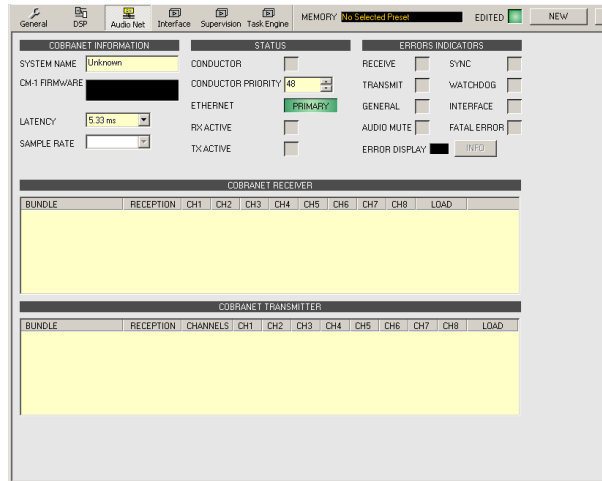 General DSP Audio Net Interface Supervision Task Engine MEMORY No Selected Preset EDITED NEW
COBRANET INFORMATION STATUS ERRORS INDICATORS
SYSTEM NAME Unknown CONDUCTOR RECEIVE SYNC
CM-1 FIRMWARE CONDUCTOR PRIORITY 48 TRANSMIT WATCHDOG
ETHERNET PRIMARY GENERAL INTERFACE
LATENCY 5.33 ms RX ACTIVE AUDIO MUTE FATAL ERROR
SAMPLE RATE TX ACTIVE ERROR DISPLAY INFO
COBRANET RECEIVER
BUNDLE RECEPTION CH1 CH2 CH3 CH4 CH5 CH6 CH7 CH8 LOAD
COBRANET TRANSMITTER
BUNDLE RECEPTION CHANNELS CH1 CH2 CH3 CH4 CH5 CH6 CH7 CH8 LOAD